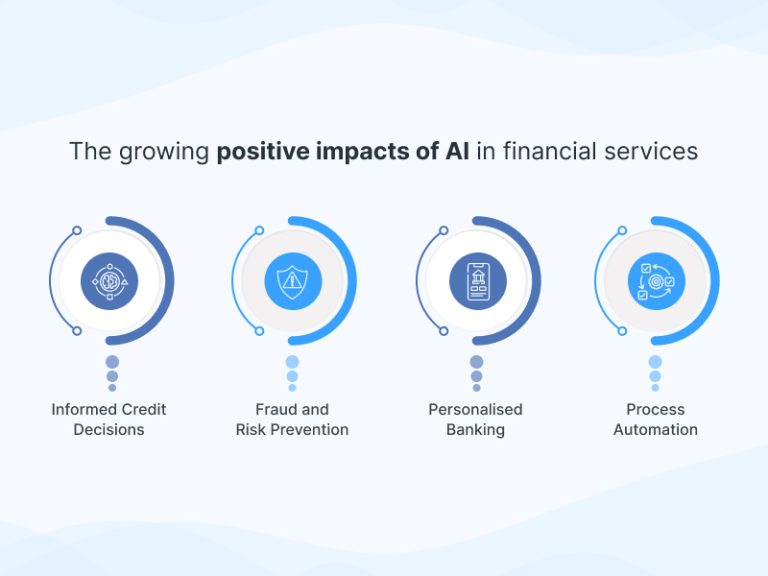 The growing positive impacts of AI in financial services
Informed Credit
Decisions
Fraud and
Risk Prevention
Personalised
Banking
Process
Automation